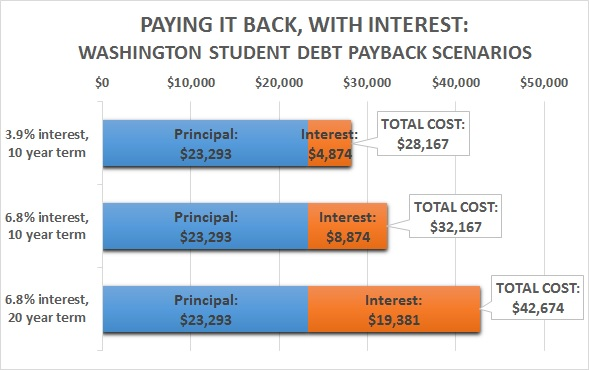 PAYING IT BACK, WITH INTEREST:
WASHINGTON STUDENT DEBT PAYBACK SCENARIOS
$0 $10,000 $20,000 $30,000 $40,000 $50,000
3.9% interest,
10 year term
Principal:
$23,293
Interest:
$4,874
TOTAL COST:
$28,167
6.8% interest,
10 year term
Principal:
$23,293
Interest:
$8,874
TOTAL COST:
$32,167
6.8% interest,
20 year term
Principal:
$23,293
Interest:
$19,381
TOTAL COST:
$42,674